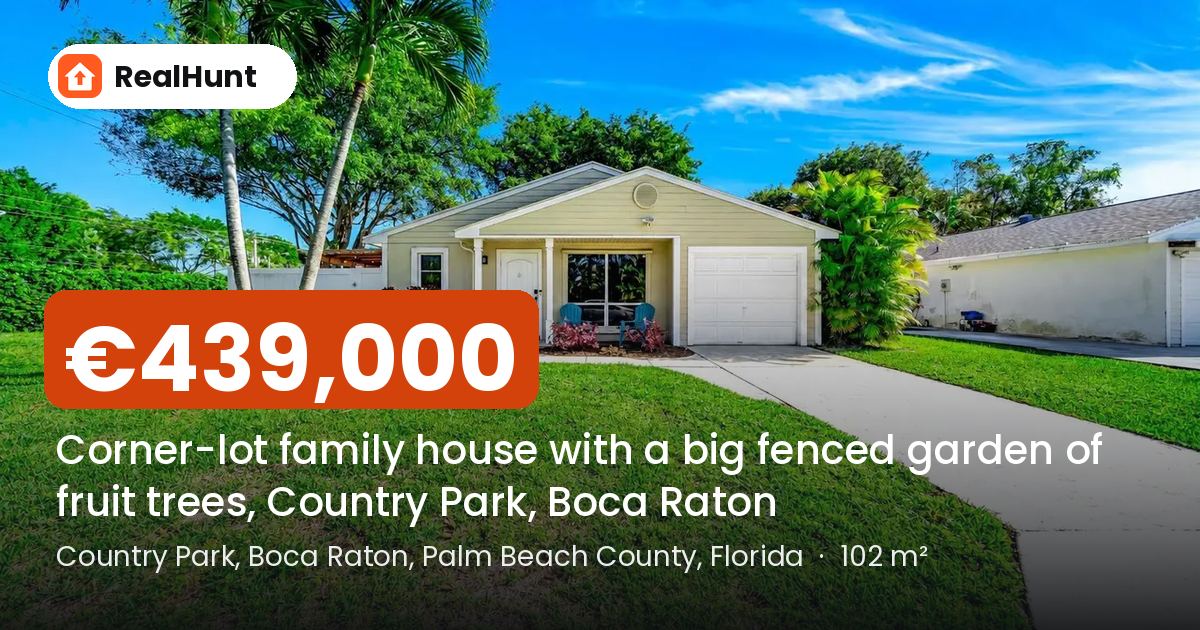 RealHunt
€439,000
Corner-lot family house with a big fenced garden of
fruit trees, Country Park, Boca Raton
Country Park, Boca Raton, Palm Beach County, Florida · 102 m²